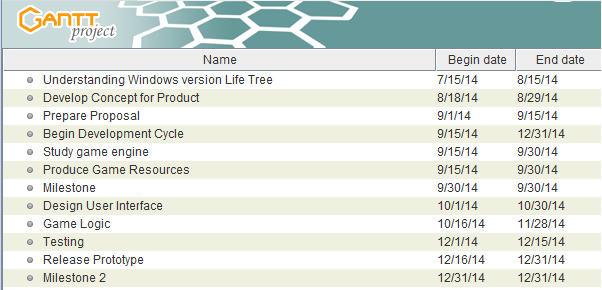 GANTT
project
Name Begin date End date
Understanding Windows version Life Tree 7/15/14 8/15/14
Develop Concept for Product 8/18/14 8/29/14
Prepare Proposal 9/1/14 9/15/14
Begin Development Cycle 9/15/14 12/31/14
Study game engine 9/15/14 9/30/14
Produce Game Resources 9/15/14 9/30/14
Milestone 9/30/14 9/30/14
Design User Interface 10/1/14 10/30/14
Game Logic 10/16/14 11/28/14
Testing 12/1/14 12/15/14
Release Prototype 12/16/14 12/31/14
Milestone 2 12/31/14 12/31/14